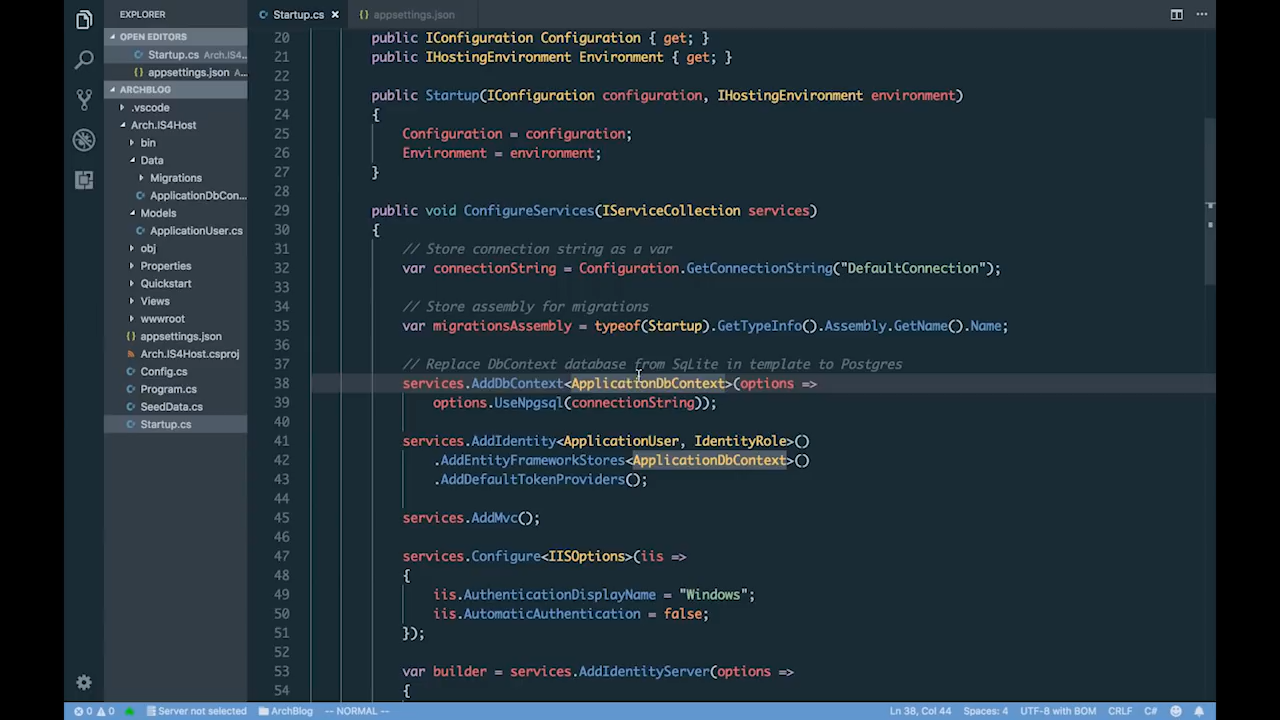 EXPLORER
OPEN EDITORS
Startup.cs Arch.IS4...
{} appsettings.json A...
ARCHBLOG
.vscode
Arch.IS4Host
bin
Data
Migrations
ApplicationDbCon...
Models
ApplicationUser.cs
obj
Properties
Quickstart
Views
wwwroot
{} appsettings.json
Arch.IS4Host.csproj
Config.cs
Program.cs
SeedData.cs
Startup.cs
Startup.cs ×
{} appsettings.json
20 public IConfiguration Configuration { get; }
21 public IHostingEnvironment Environment { get; }
22
23 public Startup(IConfiguration configuration, IHostingEnvironment environment)
24 {
25 Configuration = configuration;
26 Environment = environment;
27 }
28
29 public void ConfigureServices(IServiceCollection services)
30 {
31 // Store connection string as a var
32 var connectionString = Configuration.GetConnectionString("DefaultConnection");
33
34 // Store assembly for migrations
35 var migrationsAssembly = typeof(Startup).GetTypeInfo().Assembly.GetName().Name;
36
37 // Replace DbContext database from SqLite in template to Postgres
38 services.AddDbContext<ApplicationDbContext>(options =>
39 options.UseNpgsql(connectionString));
40
41 services.AddIdentity<ApplicationUser, IdentityRole>()
42 .AddEntityFrameworkStores<ApplicationDbContext>()
43 .AddDefaultTokenProviders();
44
45 services.AddMvc();
46
47 services.Configure<IISOptions>(iis =>
48 {
49 iis.AuthenticationDisplayName = "Windows";
50 iis.AutomaticAuthentication = false;
51 });
52
53 var builder = services.AddIdentityServer(options =>
54 {
0 0 Server not selected ArchBlog -- NORMAL -- Ln 38, Col 44 Spaces: 4 UTF-8 with BOM CRLF C#